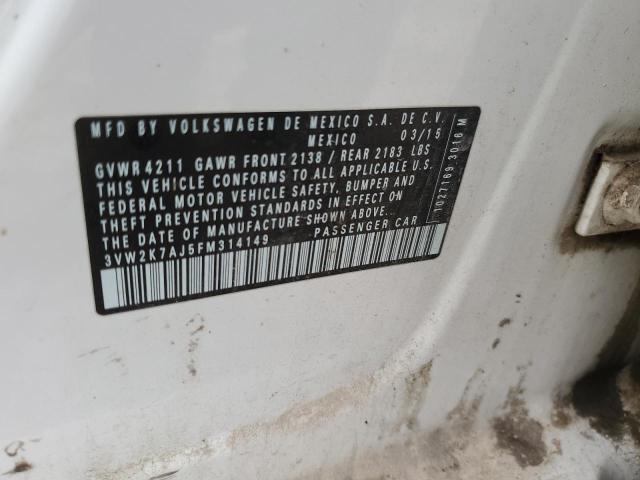 MFD BY VOLKSWAGEN DE MEXICO S.A. DE C.V.
MEXICO 03/15
GVWR 4211 GAWR FRONT 2138 / REAR 2183 LBS
THIS VEHICLE CONFORMS TO ALL APPLICABLE U.S.
FEDERAL MOTOR VEHICLE SAFETY, BUMPER AND
THEFT PREVENTION STANDARDS IN EFFECT ON
THE DATE OF MANUFACTURE SHOWN ABOVE...
3VW2K7AJ5FM314149 PASSENGER CAR
1027169.3016 M